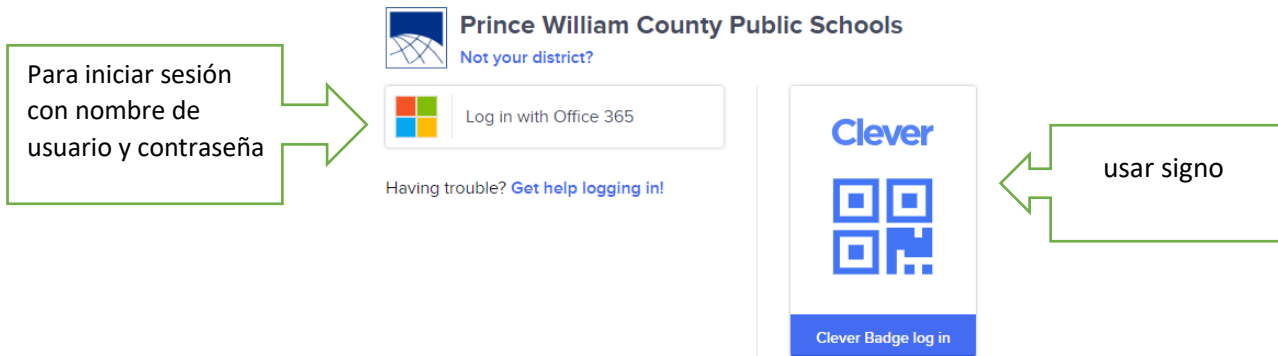 Prince William County Public Schools
Not your district?
Para iniciar sesión
con nombre de
usuario y contraseña
Log in with Office 365
Having trouble? Get help logging in!
Clever
Clever Badge log in
usar signo